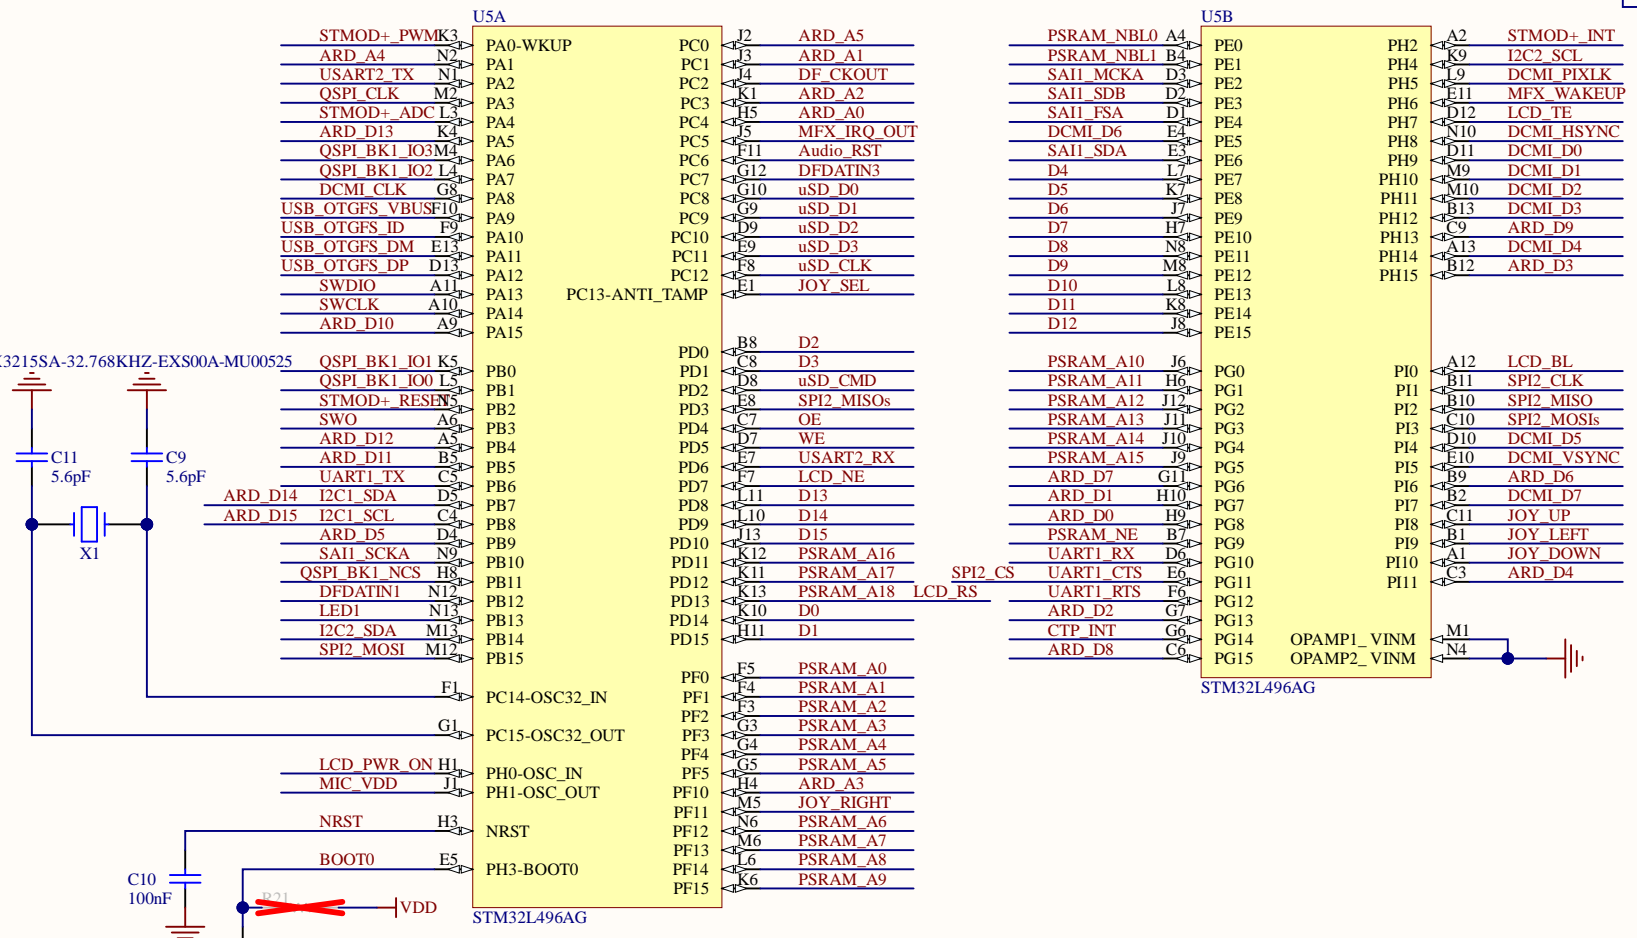 U5A
STMOD+_PWM K3 PA0-WKUP PC0 J2 ARD_A5
ARD_A4 N2 PA1 PC1 J3 ARD_A1
USART2_TX N1 PA2 PC2 J4 DF_CKOUT
QSPI_CLK M2 PA3 PC3 K1 ARD_A2
STMOD+_ADC L3 PA4 PC4 H5 ARD_A0
ARD_D13 K4 PA5 PC5 J5 MFX_IRQ_OUT
QSPI_BK1_IO3 M4 PA6 PC6 F11 Audio_RST
QSPI_BK1_IO2 L4 PA7 PC7 G12 DFDATIN3
DCMI_CLK G8 PA8 PC8 G10 uSD_D0
USB_OTGFS_VBUS F10 PA9 PC9 G9 uSD_D1
USB_OTGFS_ID F9 PA10 PC10 D9 uSD_D2
USB_OTGFS_DM E13 PA11 PC11 E9 uSD_D3
USB_OTGFS_DP D13 PA12 PC12 F8 uSD_CLK
SWDIO A11 PA13 PC13-ANTI_TAMP E1 JOY_SEL
SWCLK A10 PA14
ARD_D10 A9 PA15
PD0 B8 D2
X3215SA-32.768KHZ-EXS00A-MU00525
QSPI_BK1_IO1 K5 PB0 PD1 C8 D3
QSPI_BK1_IO0 L5 PB1 PD2 D8 uSD_CMD
STMOD+_RESET N5 PB2 PD3 E8 SPI2_MISOs
SWO A6 PB3 PD4 C7 OE
ARD_D12 A5 PB4 PD5 D7 WE
ARD_D11 B5 PB5 PD6 E7 USART2_RX
UART1_TX C5 PB6 PD7 F7 LCD_NE
ARD_D14 I2C1_SDA D5 PB7 PD8 L11 D13
ARD_D15 I2C1_SCL C4 PB8 PD9 L10 D14
ARD_D5 D4 PB9 PD10 J13 D15
SAI1_SCKA N9 PB10 PD11 K12 PSRAM_A16
QSPI_BK1_NCS H8 PB11 PD12 K11 PSRAM_A17
DFDATIN1 N12 PB12 PD13 K13 PSRAM_A18 LCD_RS
LED1 N13 PB13 PD14 K10 D0
I2C2_SDA M13 PB14 PD15 H11 D1
SPI2_MOSI M12 PB15
PF0 F5 PSRAM_A0
F1 PC14-OSC32_IN PF1 F4 PSRAM_A1
PF2 F3 PSRAM_A2
G1 PC15-OSC32_OUT PF3 G3 PSRAM_A3
PF4 G4 PSRAM_A4
LCD_PWR_ON H1 PH0-OSC_IN PF5 G5 PSRAM_A5
MIC_VDD J1 PH1-OSC_OUT PF10 H4 ARD_A3
PF11 M5 JOY_RIGHT
NRST H3 NRST PF12 N6 PSRAM_A6
PF13 M6 PSRAM_A7
BOOT0 E5 PH3-BOOT0 PF14 L6 PSRAM_A8
PF15 K6 PSRAM_A9
STM32L496AG
C11
5.6pF
C9
5.6pF
X1
C10
100nF
R21
VDD
U5B
PSRAM_NBL0 A4 PE0 PH2 A2 STMOD+_INT
PSRAM_NBL1 B4 PE1 PH4 K9 I2C2_SCL
SAI1_MCKA D3 PE2 PH5 L9 DCMI_PIXLK
SAI1_SDB D2 PE3 PH6 E11 MFX_WAKEUP
SAI1_FSA D1 PE4 PH7 D12 LCD_TE
DCMI_D6 E4 PE5 PH8 N10 DCMI_HSYNC
SAI1_SDA E3 PE6 PH9 D11 DCMI_D0
D4 L7 PE7 PH10 M9 DCMI_D1
D5 K7 PE8 PH11 M10 DCMI_D2
D6 J7 PE9 PH12 B13 DCMI_D3
D7 H7 PE10 PH13 C9 ARD_D9
D8 N8 PE11 PH14 A13 DCMI_D4
D9 M8 PE12 PH15 B12 ARD_D3
D10 L8 PE13
D11 K8 PE14
D12 J8 PE15
PSRAM_A10 J6 PG0 PI0 A12 LCD_BL
PSRAM_A11 H6 PG1 PI1 B11 SPI2_CLK
PSRAM_A12 J12 PG2 PI2 B10 SPI2_MISO
PSRAM_A13 J11 PG3 PI3 C10 SPI2_MOSIs
PSRAM_A14 J10 PG4 PI4 D10 DCMI_D5
PSRAM_A15 J9 PG5 PI5 E10 DCMI_VSYNC
ARD_D7 G11 PG6 PI6 B9 ARD_D6
ARD_D1 H10 PG7 PI7 B2 DCMI_D7
ARD_D0 H9 PG8 PI8 C11 JOY_UP
PSRAM_NE B7 PG9 PI9 B1 JOY_LEFT
UART1_RX D6 PG10 PI10 A1 JOY_DOWN
SPI2_CS UART1_CTS E6 PG11 PI11 C3 ARD_D4
UART1_RTS F6 PG12
ARD_D2 G7 PG13
CTP_INT G6 PG14 OPAMP1_VINM M1
ARD_D8 C6 PG15 OPAMP2_VINM N4
STM32L496AG